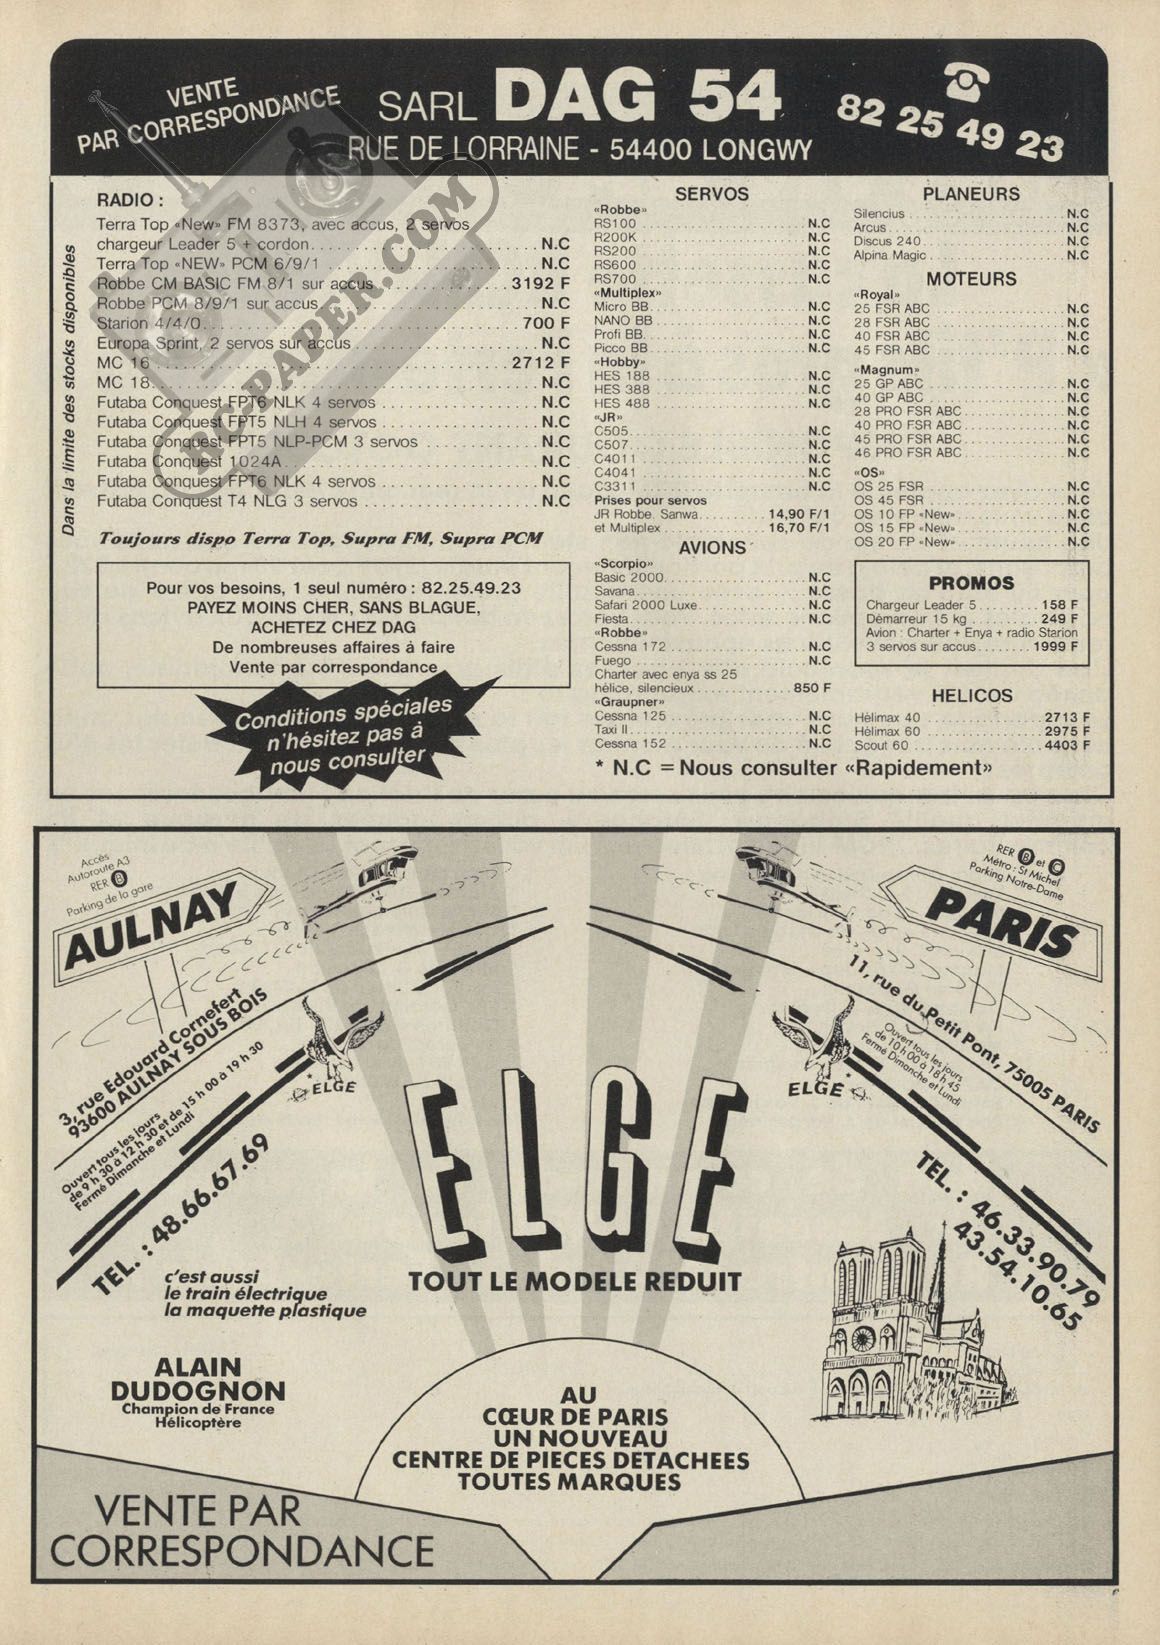 VENTE
PAR CORRESPONDANCE
SARL DAG 54
RUE DE LORRAINE - 54400 LONGWY
82 25 49 23
Dans la limite des stocks disponibles
RADIO :
Terra Top «New» FM 8373, avec accus, 2 servos
chargeur Leader 5 + cordon N.C
Terra Top «NEW» PCM 6/9/1 N.C
Robbe CM BASIC FM 8/1 sur accus 3192 F
Robbe PCM 8/9/1 sur accus N.C
Starion 4/4/0 700 F
Europa Sprint, 2 servos sur accus N.C
MC 16 2712 F
MC 18 N.C
Futaba Conquest FPT6 NLK 4 servos N.C
Futaba Conquest FPT5 NLH 4 servos N.C
Futaba Conquest FPT5 NLP-PCM 3 servos N.C
Futaba Conquest 1024A N.C
Futaba Conquest FPT6 NLK 4 servos N.C
Futaba Conquest T4 NLG 3 servos N.C
Toujours dispo Terra Top, Supra FM, Supra PCM
Pour vos besoins, 1 seul numéro : 82.25.49.23
PAYEZ MOINS CHER, SANS BLAGUE,
ACHETEZ CHEZ DAG
De nombreuses affaires à faire
Vente par correspondance
Conditions spéciales
n'hésitez pas à
nous consulter
RC-PAPER.COM
SERVOS
«Robbe»
RS100 N.C
R200K N.C
RS200 N.C
RS600 N.C
RS700 N.C
«Multiplex»
Micro BB N.C
NANO BB N.C
Profi BB N.C
Picco BB N.C
«Hobby»
HES 188 N.C
HES 388 N.C
HES 488 N.C
«JR»
C505 N.C
C507 N.C
C4011 N.C
C4041 N.C
C3311 N.C
Prises pour servos
JR Robbe. Sanwa 14,90 F/1
et Multiplex 16,70 F/1
AVIONS
«Scorpio»
Basic 2000 N.C
Savana N.C
Safari 2000 Luxe N.C
Fiesta N.C
«Robbe»
Cessna 172 N.C
Fuego N.C
Charter avec enya ss 25
hélice, silencieux 850 F
«Graupner»
Cessna 125 N.C
Taxi II N.C
Cessna 152 N.C
PLANEURS
Silencius N.C
Arcus N.C
Discus 240 N.C
Alpina Magic N.C
MOTEURS
«Royal»
25 FSR ABC N.C
28 FSR ABC N.C
40 FSR ABC N.C
45 FSR ABC N.C
«Magnum»
25 GP ABC N.C
40 GP ABC N.C
28 PRO FSR ABC N.C
40 PRO FSR ABC N.C
45 PRO FSR ABC N.C
46 PRO FSR ABC N.C
«OS»
OS 25 FSR N.C
OS 45 FSR N.C
OS 10 FP «New» N.C
OS 15 FP «New» N.C
OS 20 FP «New» N.C
PROMOS
Chargeur Leader 5 158 F
Démarreur 15 kg 249 F
Avion : Charter + Enya + radio Starion
3 servos sur accus 1999 F
HELICOS
Hélimax 40 2713 F
Hélimax 60 2975 F
Scout 60 4403 F
* N.C = Nous consulter «Rapidement»
Accès
Autoroute A3
RER B
Parking de la gare
AULNAY
3, rue Edouard Cornefert
93600 AULNAY SOUS BOIS
Ouvert tous les jours
de 9 h 30 à 12 h 30 et de 15 h 00 à 19 h 30
Fermé Dimanche et Lundi
TEL. : 48.66.67.69
ELGE
RER B et C
Métro : St Michel
Parking Notre-Dame
PARIS
11, rue du Petit Pont, 75005 PARIS
Ouvert tous les jours
de 10 h 00 à 18 h 45
Fermé Dimanche et Lundi
ELGE
TEL. : 46.33.90.79
43.54.10.65
ELGE
TOUT LE MODELE REDUIT
c'est aussi
le train électrique
la maquette plastique
ALAIN
DUDOGNON
Champion de France
Hélicoptère
AU
CŒUR DE PARIS
UN NOUVEAU
CENTRE DE PIECES DETACHEES
TOUTES MARQUES
VENTE PAR
CORRESPONDANCE